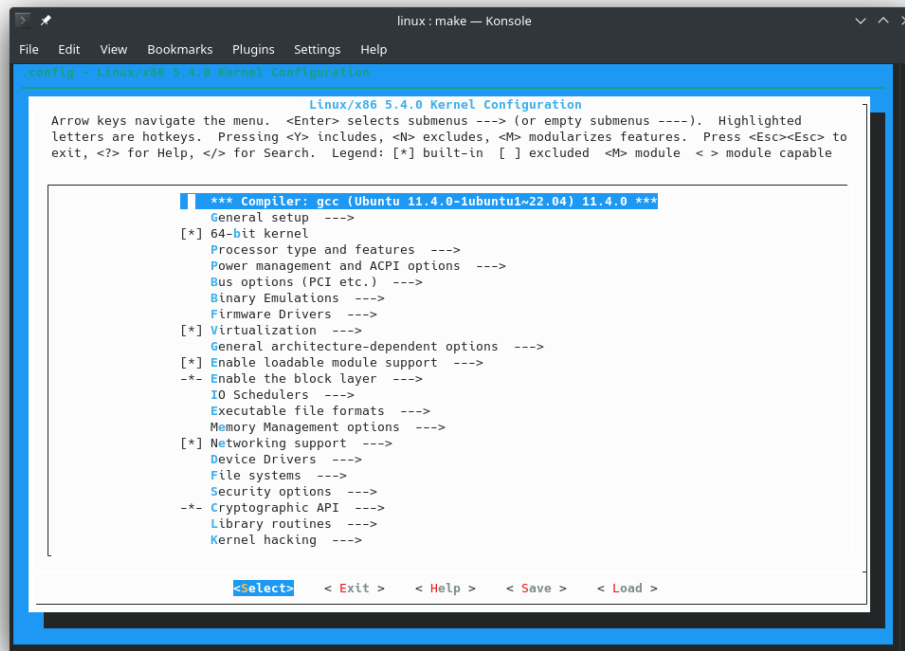 linux : make — Konsole
File Edit View Bookmarks Plugins Settings Help
.config - Linux/x86 5.4.0 Kernel Configuration
Linux/x86 5.4.0 Kernel Configuration
Arrow keys navigate the menu. <Enter> selects submenus ---> (or empty submenus ----). Highlighted
letters are hotkeys. Pressing <Y> includes, <N> excludes, <M> modularizes features. Press <Esc><Esc> to
exit, <?> for Help, </> for Search. Legend: [*] built-in [ ] excluded <M> module < > module capable
*** Compiler: gcc (Ubuntu 11.4.0-1ubuntu1~22.04) 11.4.0 ***
General setup --->
[*] 64-bit kernel
Processor type and features --->
Power management and ACPI options --->
Bus options (PCI etc.) --->
Binary Emulations --->
Firmware Drivers --->
[*] Virtualization --->
General architecture-dependent options --->
[*] Enable loadable module support --->
-*- Enable the block layer --->
IO Schedulers --->
Executable file formats --->
Memory Management options --->
[*] Networking support --->
Device Drivers --->
File systems --->
Security options --->
-*- Cryptographic API --->
Library routines --->
Kernel hacking --->
<Select> < Exit > < Help > < Save > < Load >